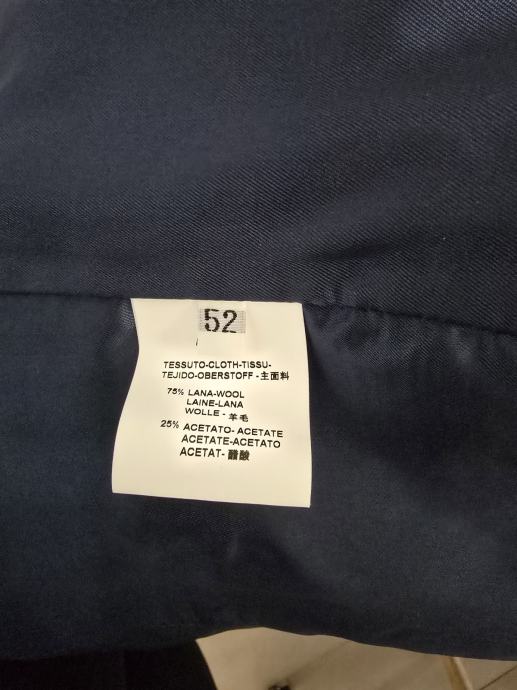 52
TESSUTO-CLOTH-TISSU-
TEJIDO-OBERSTOFF-主面料
75% LANA-WOOL
LAINE-LANA
WOLLE-羊毛
25% ACETATO-ACETATE
ACETATE-ACETATO
ACETAT-醋酸